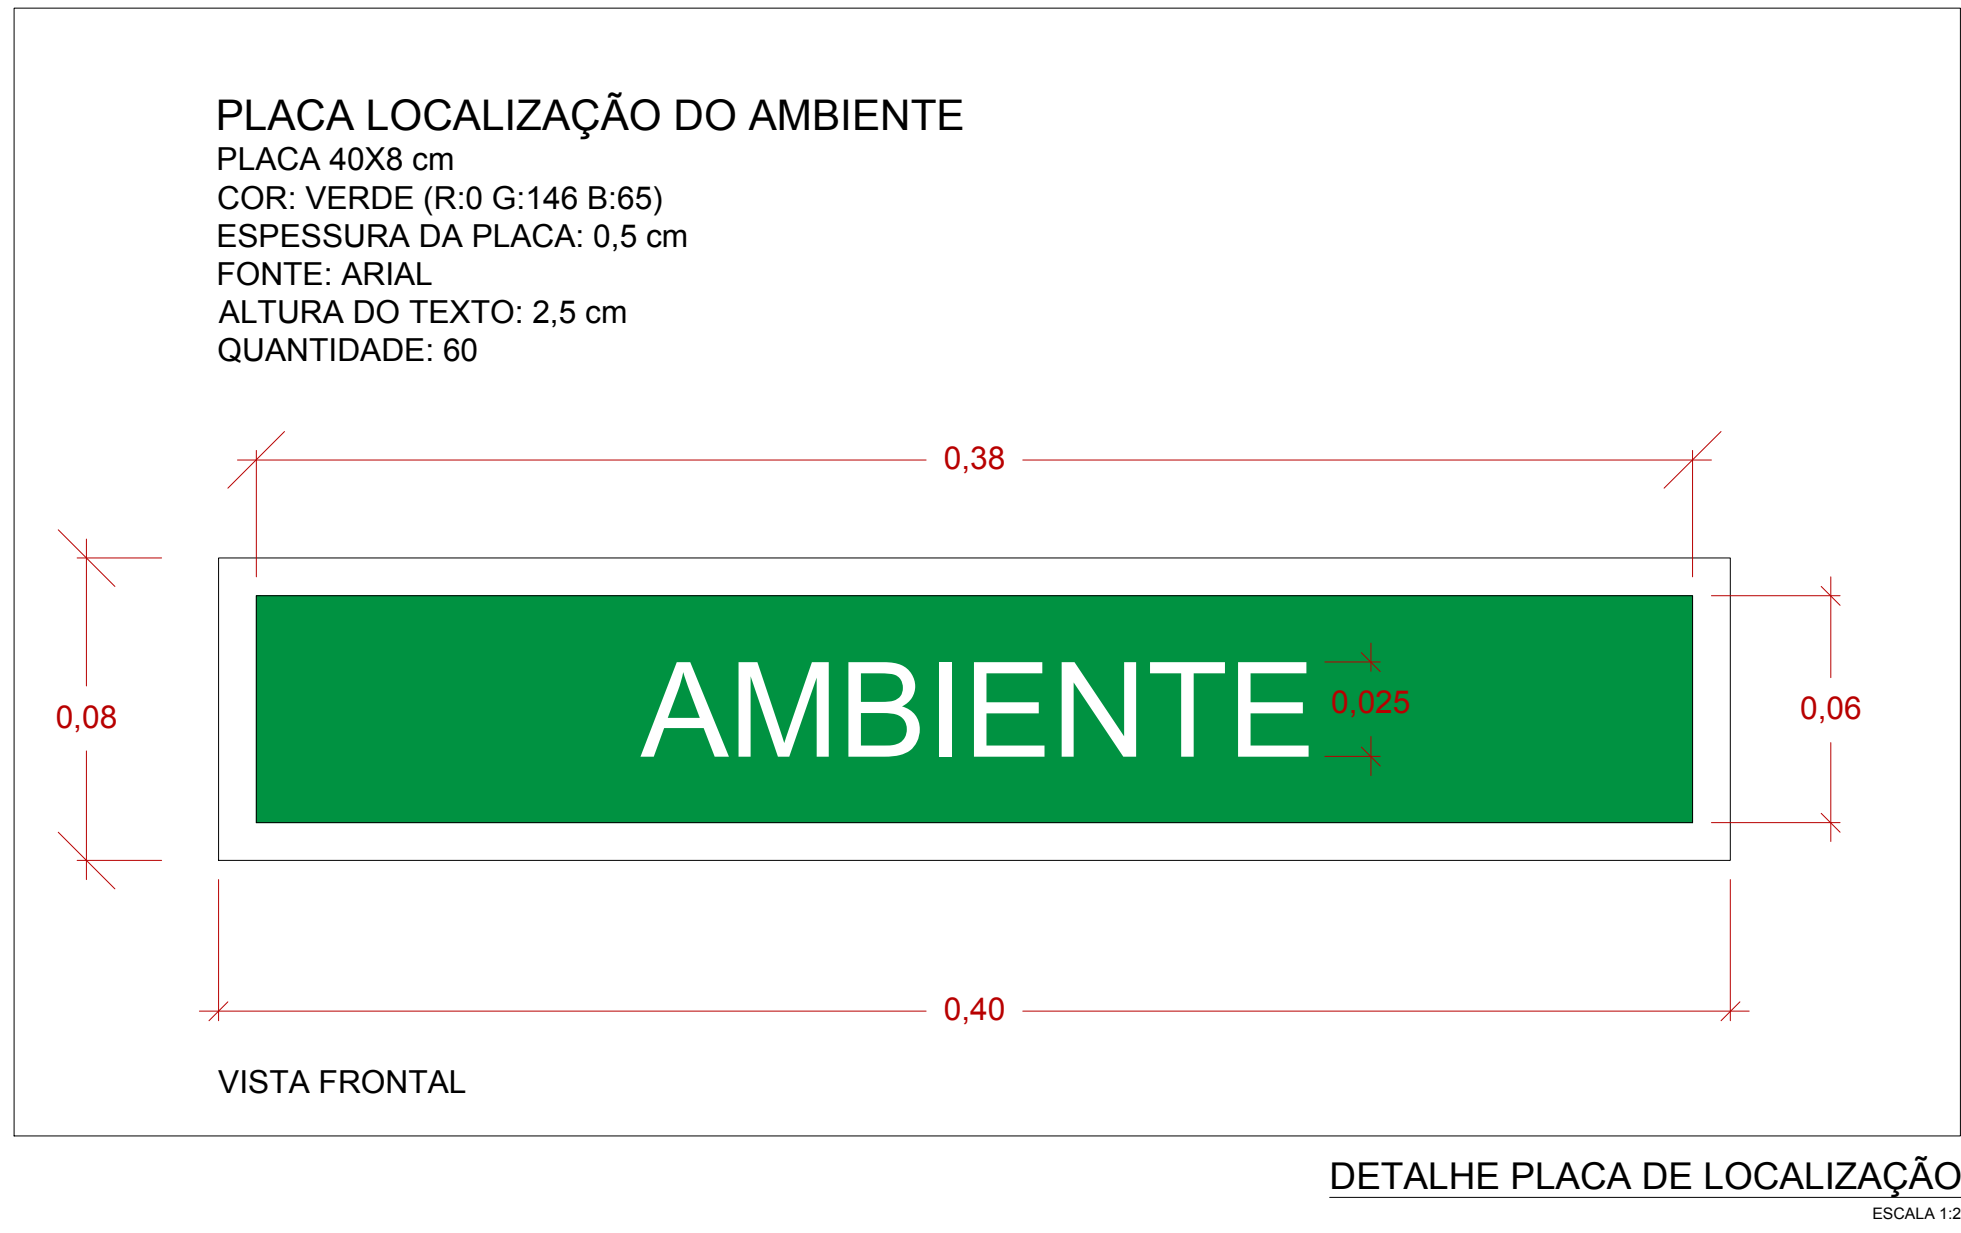 PLACA LOCALIZAÇÃO DO AMBIENTE
PLACA 40X8 cm
COR: VERDE (R:0 G:146 B:65)
ESPESSURA DA PLACA: 0,5 cm
FONTE: ARIAL
ALTURA DO TEXTO: 2,5 cm
QUANTIDADE: 60
0,38
AMBIENTE
0,025
0,08
0,06
0,40
VISTA FRONTAL
DETALHE PLACA DE LOCALIZAÇÃO
ESCALA 1:2